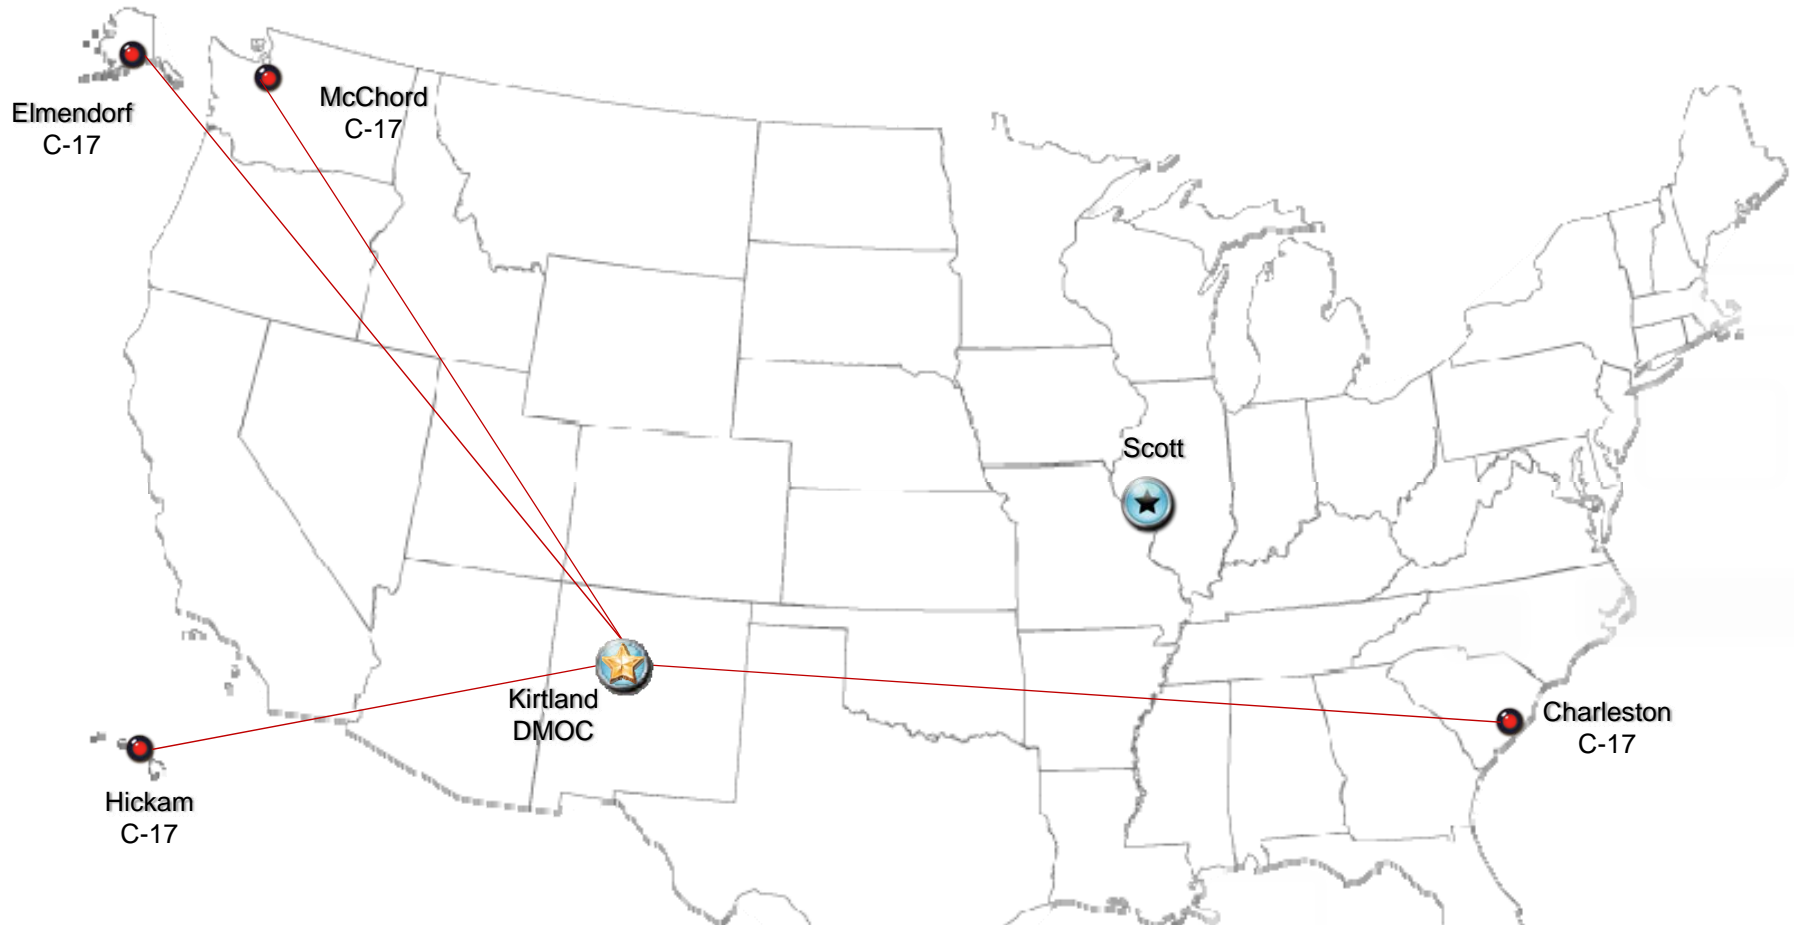 Elmendorf
C-17
McChord
C-17
Scott
Kirtland
DMOC
Charleston
C-17
Hickam
C-17